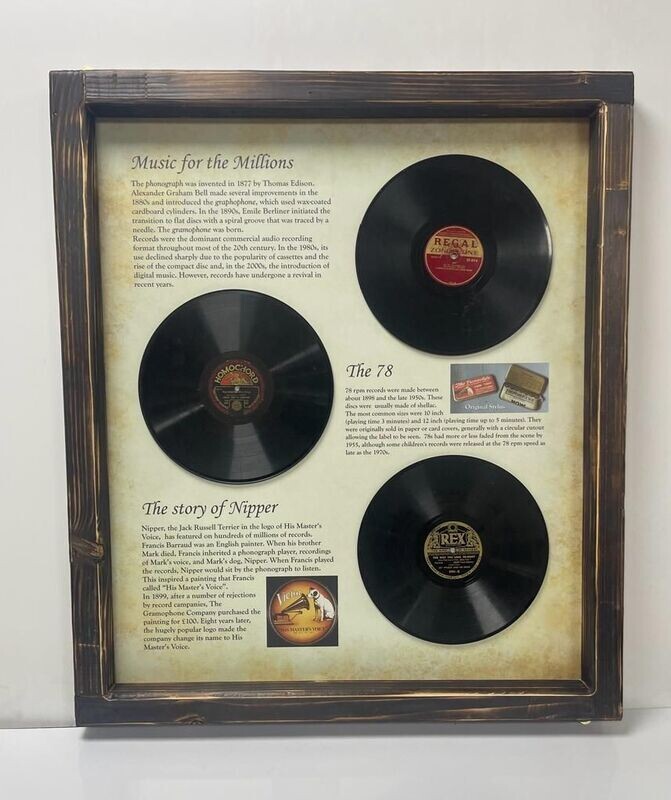 Music for the Millions
The phonograph was invented in 1877 by Thomas Edison.
Alexander Graham Bell made several improvements in the
1880s and introduced the graphophone, which used wax-coated
cardboard cylinders. In the 1890s, Emile Berliner initiated the
transition to flat discs with a spiral groove that was traced by a
needle. The gramophone was born.
Records were the dominant commercial audio recording
format throughout most of the 20th century. In the 1980s, its
use declined sharply due to the popularity of cassettes and the
rise of the compact disc and, in the 2000s, the introduction of
digital music. However, records have undergone a revival in
recent years.
REGAL
ZONOPHONE
HOMOCHORD
The 78
78 rpm records were made between
about 1898 and the late 1950s. These
discs were usually made of shellac.
The most common sizes were 10 inch
(playing time 3 minutes) and 12 inch (playing time up to 5 minutes). They
were originally sold in paper or card covers, generally with a circular cutout
allowing the label to be seen. 78s had more or less faded from the scene by
1955, although some children's records were released at the 78 rpm speed as
late as the 1970s.
Original Stylus
The story of Nipper
Nipper, the Jack Russell Terrier in the logo of His Master's
Voice, has featured on hundreds of millions of records.
Francis Barraud was an English painter. When his brother
Mark died, Francis inherited a phonograph player, recordings
of Mark's voice, and Mark's dog, Nipper. When Francis played
the records, Nipper would sit by the phonograph to listen.
This inspired a painting that Francis
called "His Master's Voice".
In 1899, after a number of rejections
by record companies, The
Gramophone Company purchased the
painting for £100. Eight years later,
the hugely popular logo made the
company change its name to His
Master's Voice.
Victor
"HIS MASTER'S VOICE"
REX